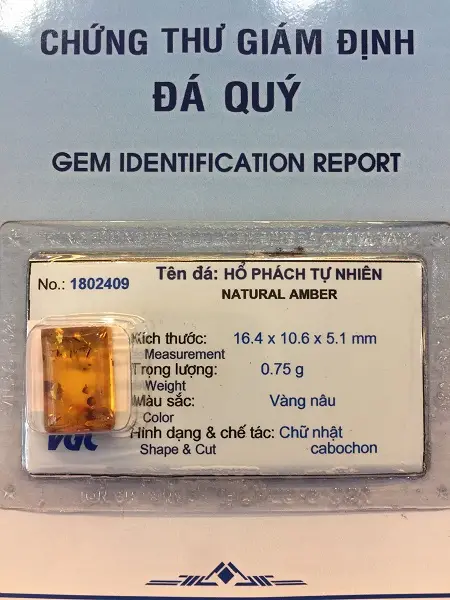 CHỨNG THƯ GIÁM ĐỊNH
ĐÁ QUÝ
GEM IDENTIFICATION REPORT
No.: 1802409
Tên đá: HỔ PHÁCH TỰ NHIÊN
NATURAL AMBER
Kích thước: 16.4 x 10.6 x 5.1 mm
Measurement
Trọng lượng: 0.75 g
Weight
Màu sắc: Vàng nâu
Color
Hình dạng & chế tác: Chữ nhật
Shape & Cut cabochon